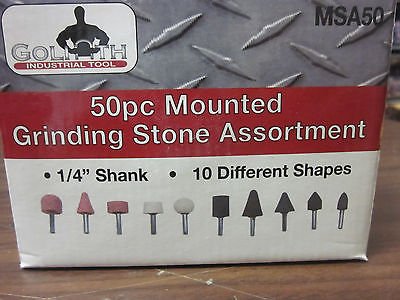 MSA50
GOLIATH
INDUSTRIAL TOOL
50pc Mounted
Grinding Stone Assortment
• 1/4" Shank • 10 Different Shapes